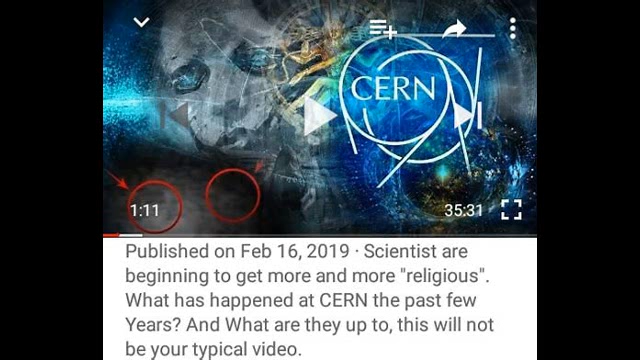 CERN
1:11
35:31
Published on Feb 16, 2019 · Scientist are
beginning to get more and more "religious".
What has happened at CERN the past few
Years? And What are they up to, this will not
be your typical video.